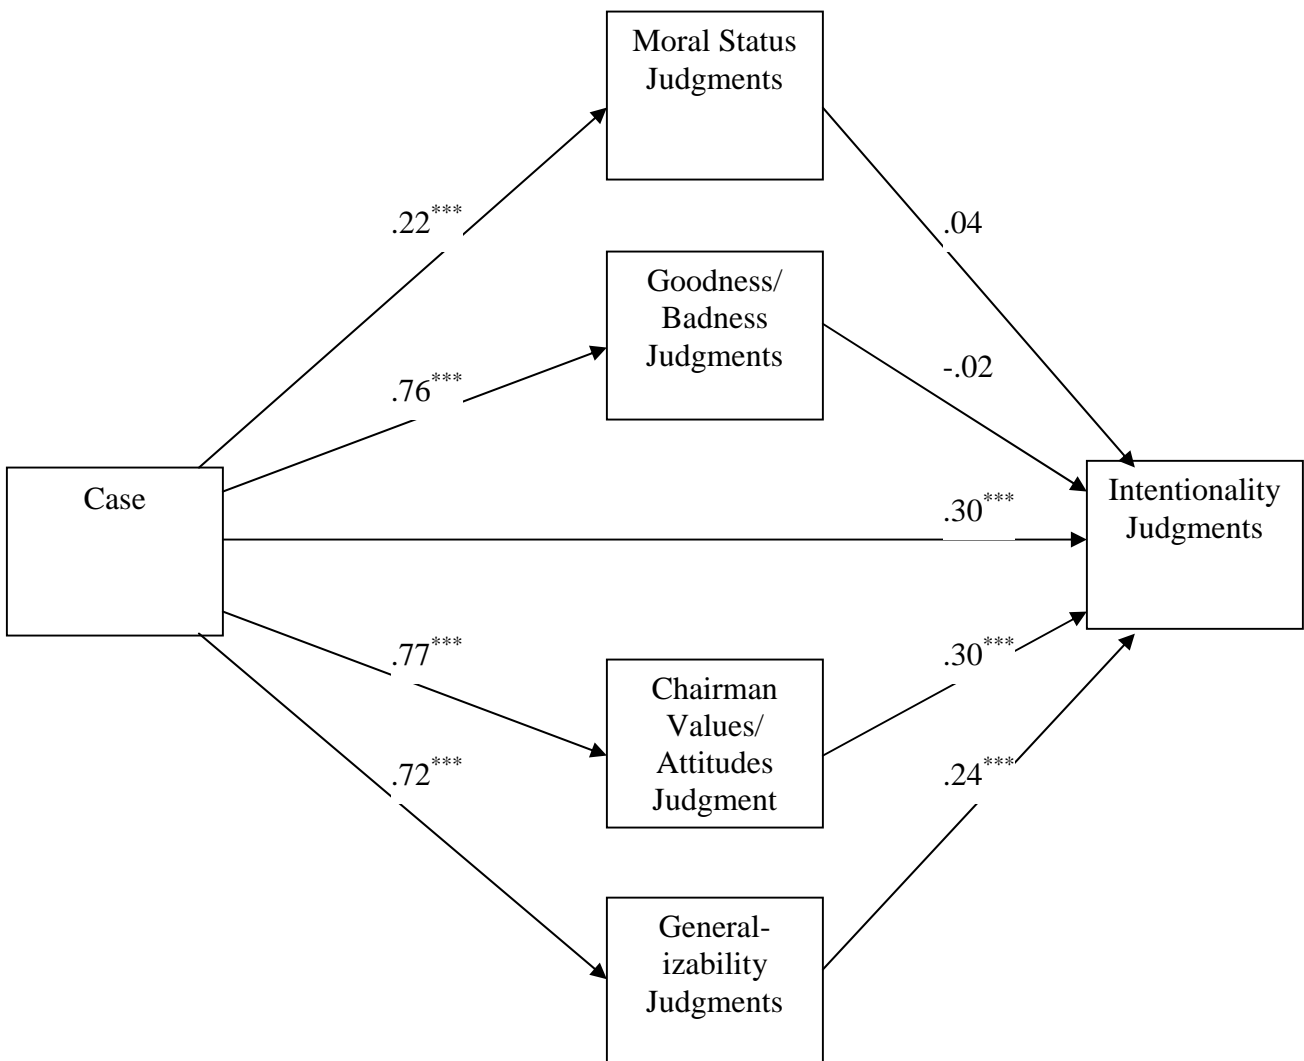 Moral Status
Judgments
.22***
.04
Goodness/
Badness
Judgments
.76***
-.02
Case
.30***
Intentionality
Judgments
.77***
.30***
Chairman
Values/
Attitudes
Judgment
.72***
.24***
General-
izability
Judgments